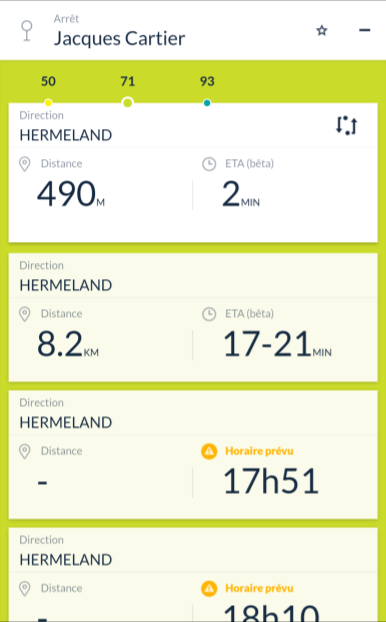 Arrêt
Jacques Cartier
50 71 93
Direction
HERMELAND
Distance ETA (bêta)
490M 2MIN
Direction
HERMELAND
Distance ETA (bêta)
8.2KM 17-21MIN
Direction
HERMELAND
Distance Horaire prévu
- 17h51
Direction
HERMELAND
Distance Horaire prévu
- 18h10